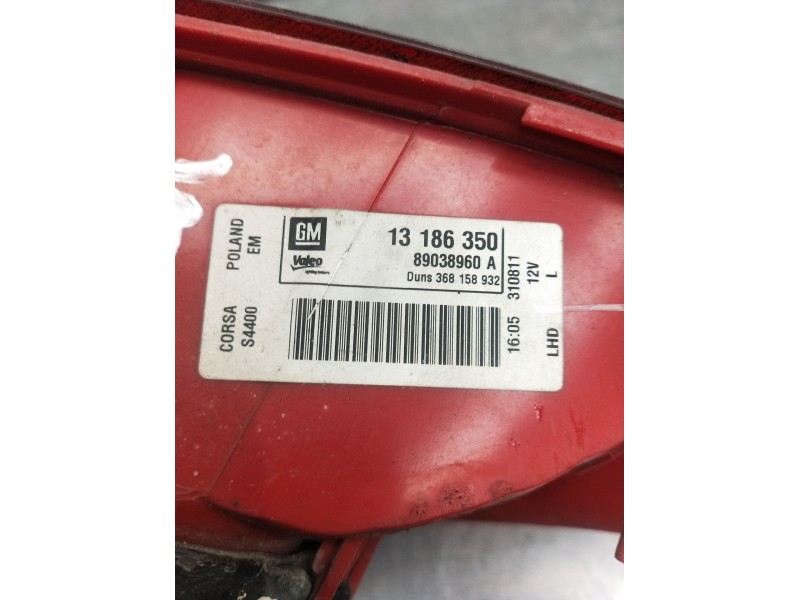 CORSA POLAND
S4400 EM
GM
Valeo
13 186 350
89038960 A
Duns 368 158 932
16:05 310811
12V
LHD L